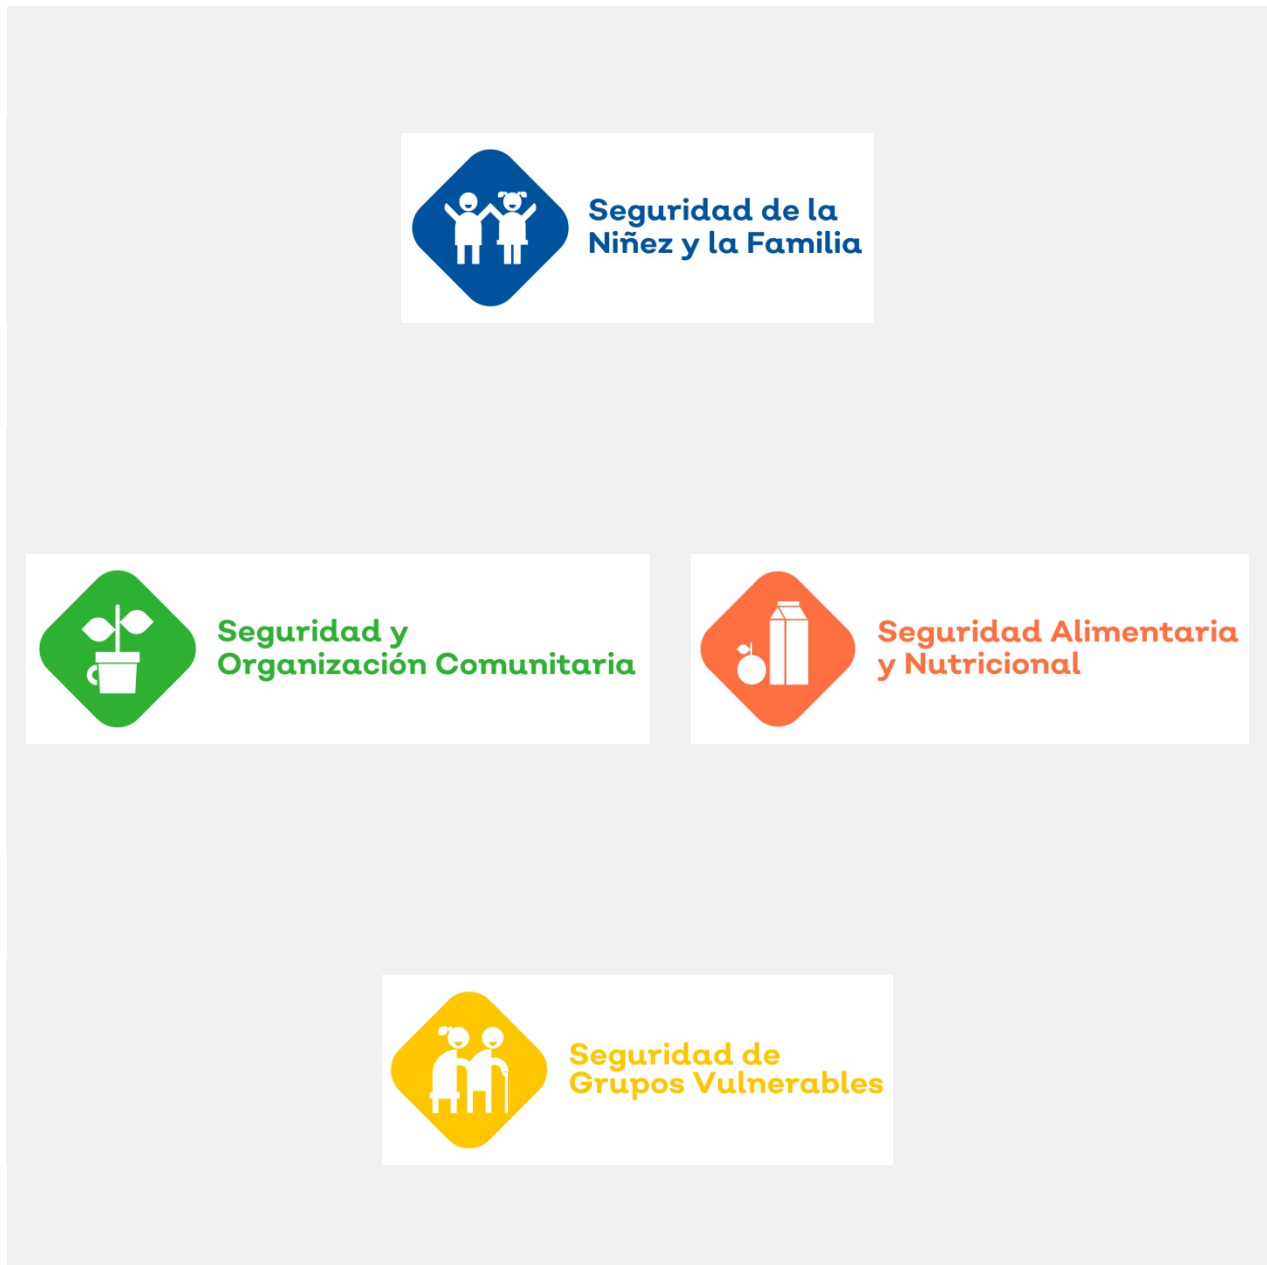 Seguridad de la
Niñez y la Familia
Seguridad y
Organización Comunitaria
Seguridad Alimentaria
y Nutricional
Seguridad de
Grupos Vulnerables